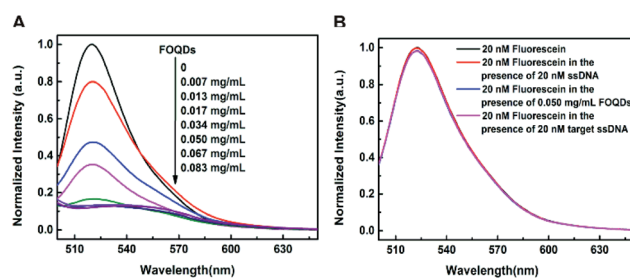 A
FOQDs
0
0.007 mg/mL
0.013 mg/mL
0.017 mg/mL
0.034 mg/mL
0.050 mg/mL
0.067 mg/mL
0.083 mg/mL
Normalized Intensity (a.u.)
1.0
0.8
0.6
0.4
0.2
0.0
510 540 570 600 630
Wavelength(nm)
B
20 nM Fluorescein
20 nM Fluorescein in the
presence of 20 nM ssDNA
20 nM Fluorescein in the
presence of 0.050 mg/mL FOQDs
20 nM Fluorescein in the
presence of 20 nM target ssDNA
Normalized Intensity (a.u.)
1.0
0.8
0.6
0.4
0.2
0.0
510 540 570 600 630
Wavelength(nm)